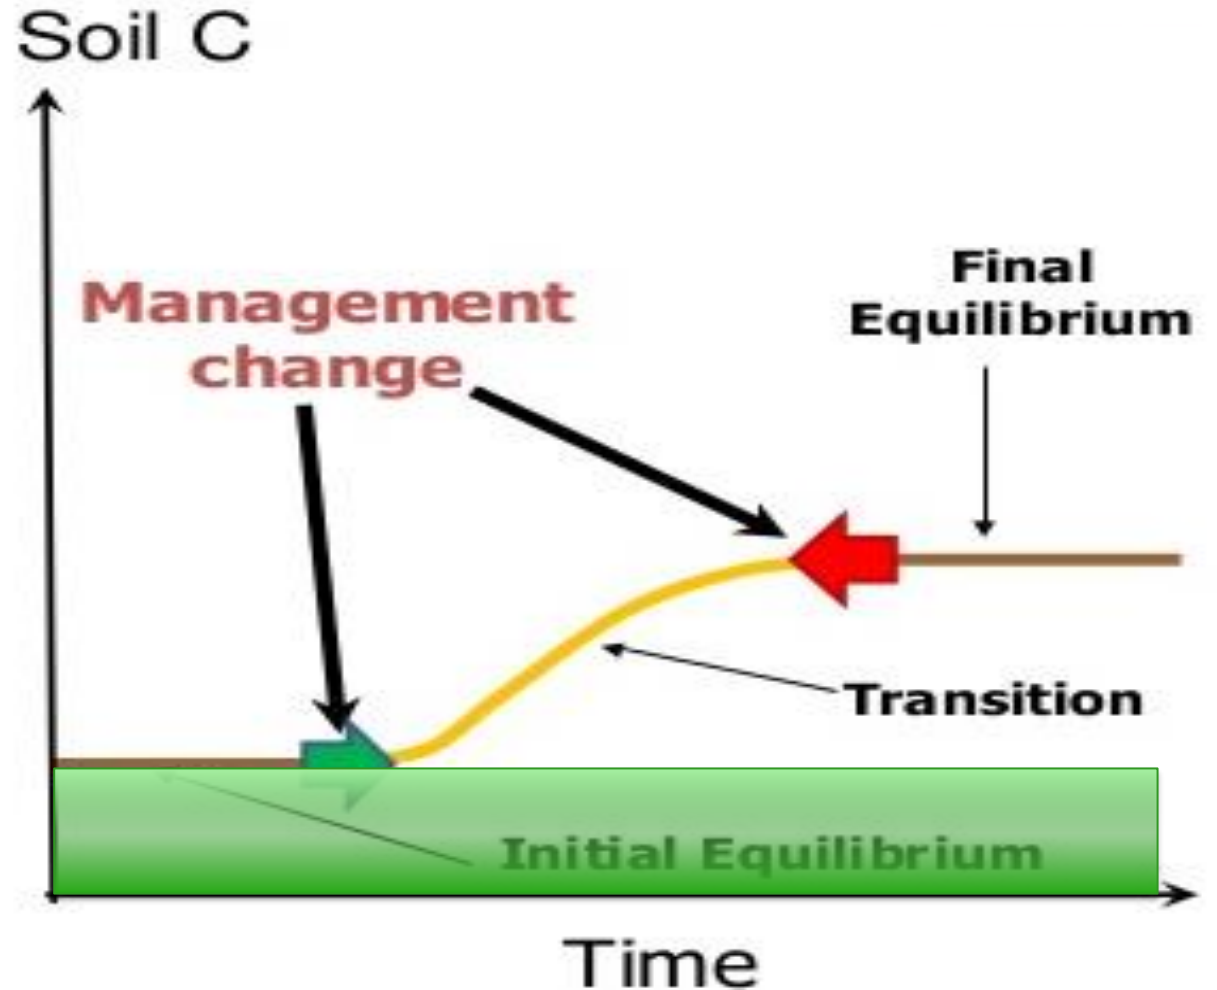 Soil C
Management
change
Final
Equilibrium
Transition
Initial Equilibrium
Time